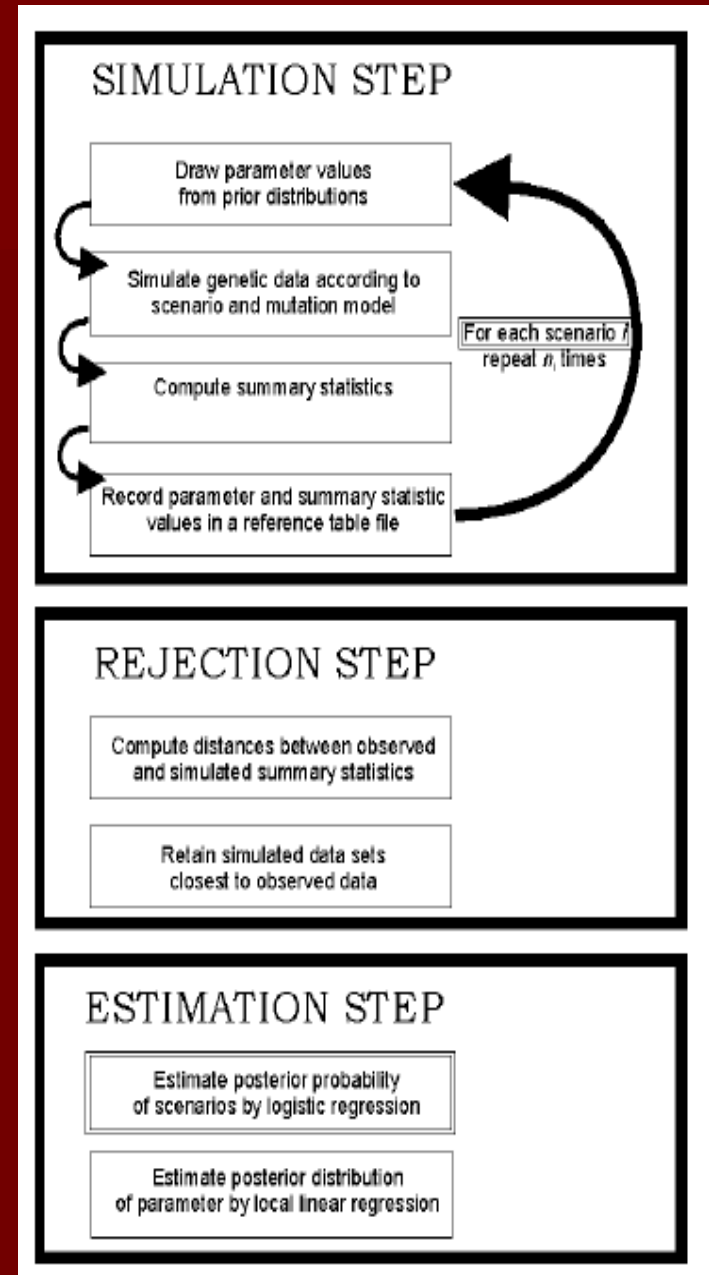 SIMULATION STEP
Draw parameter values
from prior distributions
Simulate genetic data according to
scenario and mutation model
For each scenario i
repeat nᵢ times
Compute summary statistics
Record parameter and summary statistic
values in a reference table file
REJECTION STEP
Compute distances between observed
and simulated summary statistics
Retain simulated data sets
closest to observed data
ESTIMATION STEP
Estimate posterior probability
of scenarios by logistic regression
Estimate posterior distribution
of parameter by local linear regression